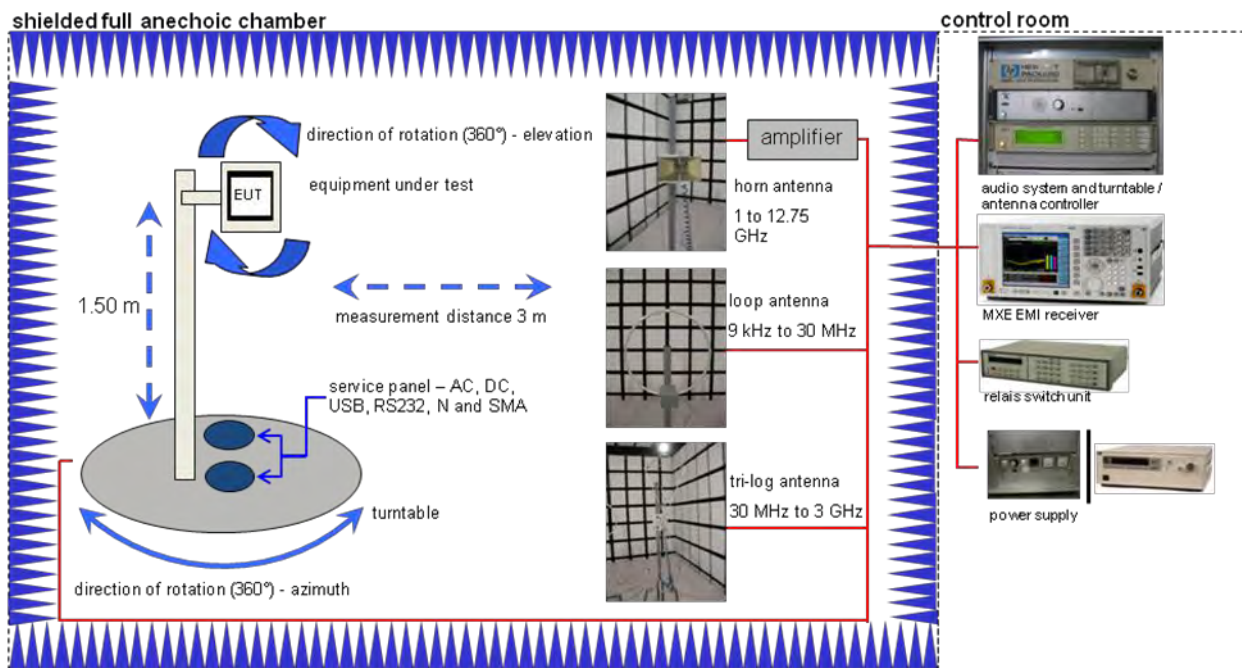 shielded full anechoic chamber
control room
direction of rotation (360°) - elevation
EUT
equipment under test
1.50 m
measurement distance 3 m
service panel – AC, DC,
USB, RS232, N and SMA
turntable
direction of rotation (360°) - azimuth
amplifier
horn antenna
1 to 12.75
GHz
loop antenna
9 kHz to 30 MHz
tri-log antenna
30 MHz to 3 GHz
hp
HEWLETT
PACKARD
audio system and turntable /
antenna controller
MXE EMI receiver
relais switch unit
power supply